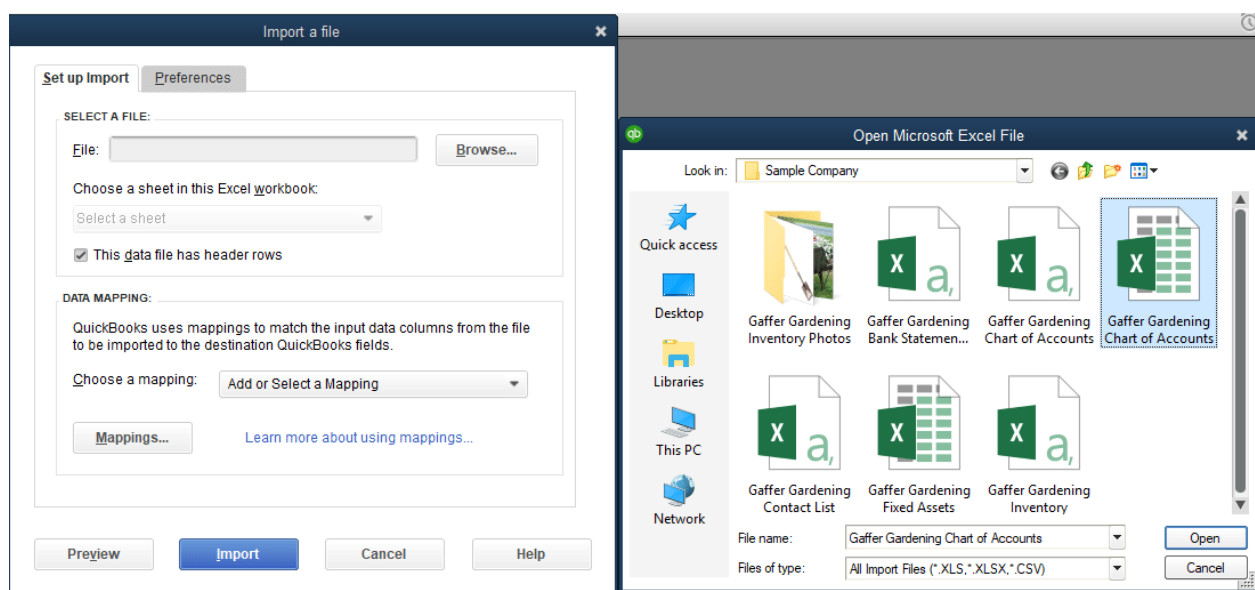 Import a file
Set up Import
Preferences
SELECT A FILE:
File:
Browse...
Choose a sheet in this Excel workbook:
Select a sheet
This data file has header rows
DATA MAPPING:
QuickBooks uses mappings to match the input data columns from the file
to be imported to the destination QuickBooks fields.
Choose a mapping:
Add or Select a Mapping
Mappings...
Learn more about using mappings...
Preview
Import
Cancel
Help
qb
Open Microsoft Excel File
Look in:
Sample Company
Quick access
Desktop
Libraries
This PC
Network
X a,
X a,
X
Gaffer Gardening
Inventory Photos
Gaffer Gardening
Bank Statemen...
Gaffer Gardening
Chart of Accounts
Gaffer Gardening
Chart of Accounts
X a,
X
X a,
Gaffer Gardening
Contact List
Gaffer Gardening
Fixed Assets
Gaffer Gardening
Inventory
File name:
Gaffer Gardening Chart of Accounts
Open
Files of type:
All Import Files (*.XLS,*.XLSX,*.CSV)
Cancel